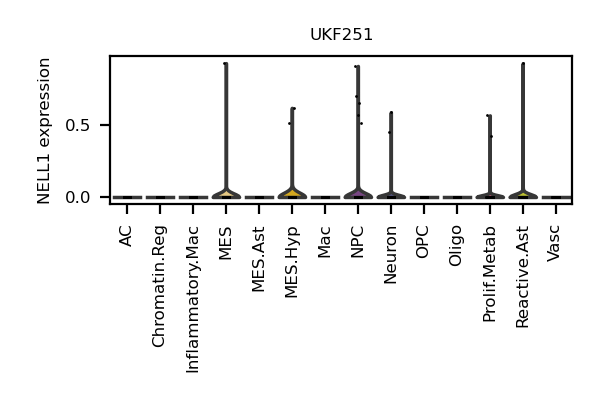 UKF251
NELL1 expression
0.5
0.0
AC
Chromatin.Reg
Inflammatory.Mac
MES
MES.Ast
MES.Hyp
Mac
NPC
Neuron
OPC
Oligo
Prolif.Metab
Reactive.Ast
Vasc